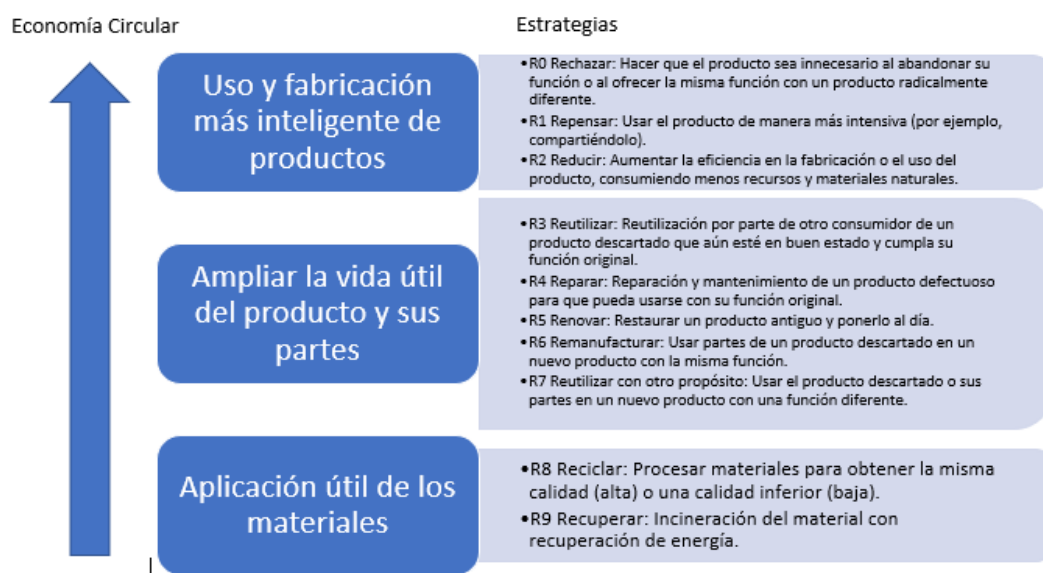 Economía Circular
Estrategias
Uso y fabricación
más inteligente de
productos
•R0 Rechazar: Hacer que el producto sea innecesario al abandonar su
función o al ofrecer la misma función con un producto radicalmente
diferente.
•R1 Repensar: Usar el producto de manera más intensiva (por ejemplo,
compartiéndolo).
•R2 Reducir: Aumentar la eficiencia en la fabricación o el uso del
producto, consumiendo menos recursos y materiales naturales.
Ampliar la vida útil
del producto y sus
partes
•R3 Reutilizar: Reutilización por parte de otro consumidor de un
producto descartado que aún esté en buen estado y cumpla su
función original.
•R4 Reparar: Reparación y mantenimiento de un producto defectuoso
para que pueda usarse con su función original.
•R5 Renovar: Restaurar un producto antiguo y ponerlo al día.
•R6 Remanufacturar: Usar partes de un producto descartado en un
nuevo producto con la misma función.
•R7 Reutilizar con otro propósito: Usar el producto descartado o sus
partes en un nuevo producto con una función diferente.
Aplicación útil de los
materiales
•R8 Reciclar: Procesar materiales para obtener la misma
calidad (alta) o una calidad inferior (baja).
•R9 Recuperar: Incineración del material con
recuperación de energía.